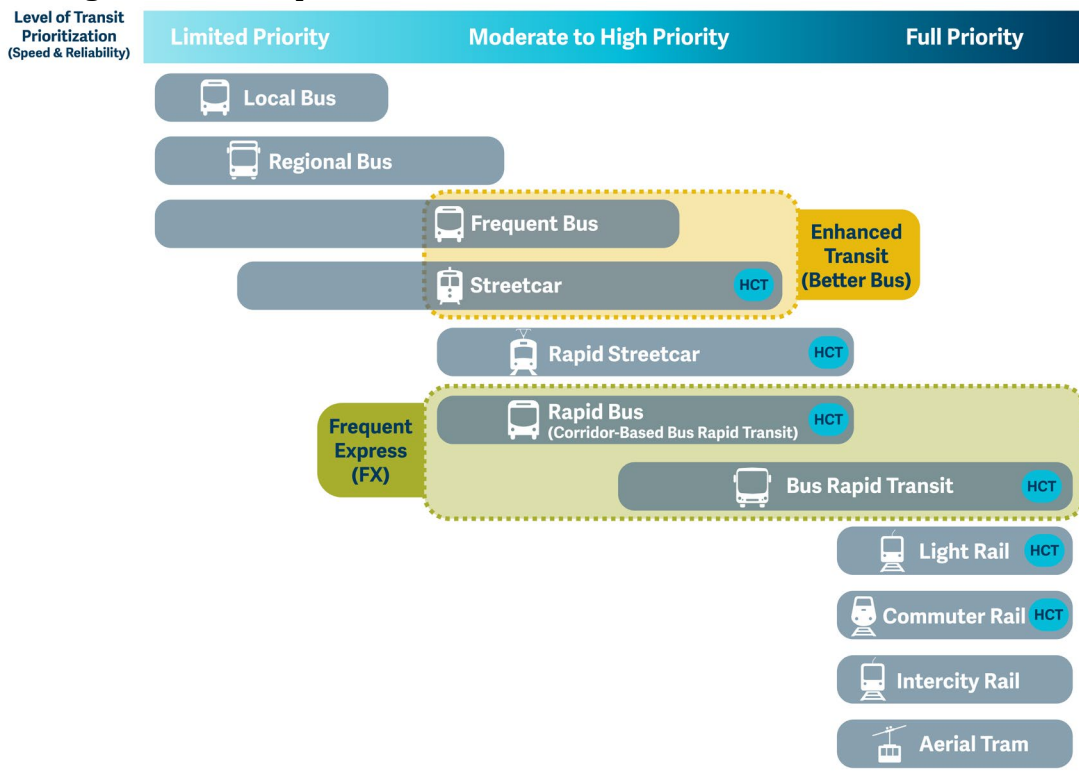 Level of Transit
Prioritization
(Speed & Reliability)
Limited Priority
Moderate to High Priority
Full Priority
Local Bus
Regional Bus
Frequent Bus
Enhanced
Transit
(Better Bus)
Streetcar
HCT
Rapid Streetcar
HCT
Frequent
Express
(FX)
Rapid Bus
(Corridor-Based Bus Rapid Transit)
HCT
Bus Rapid Transit
HCT
Light Rail
HCT
Commuter Rail
HCT
Intercity Rail
Aerial Tram